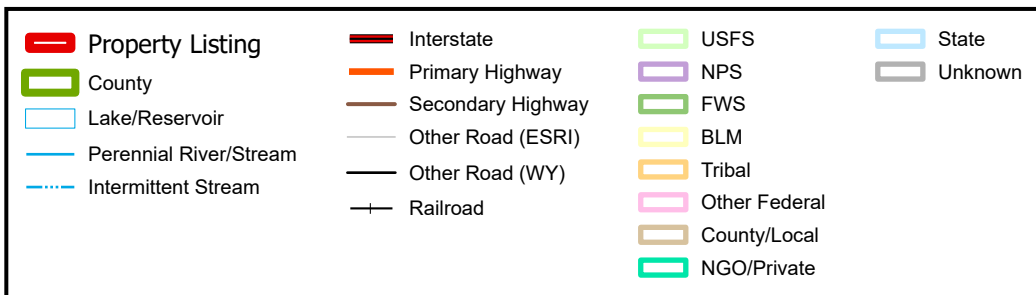 Property Listing
County
Lake/Reservoir
Perennial River/Stream
Intermittent Stream
Interstate
Primary Highway
Secondary Highway
Other Road (ESRI)
Other Road (WY)
Railroad
USFS
NPS
FWS
BLM
Tribal
Other Federal
County/Local
NGO/Private
State
Unknown